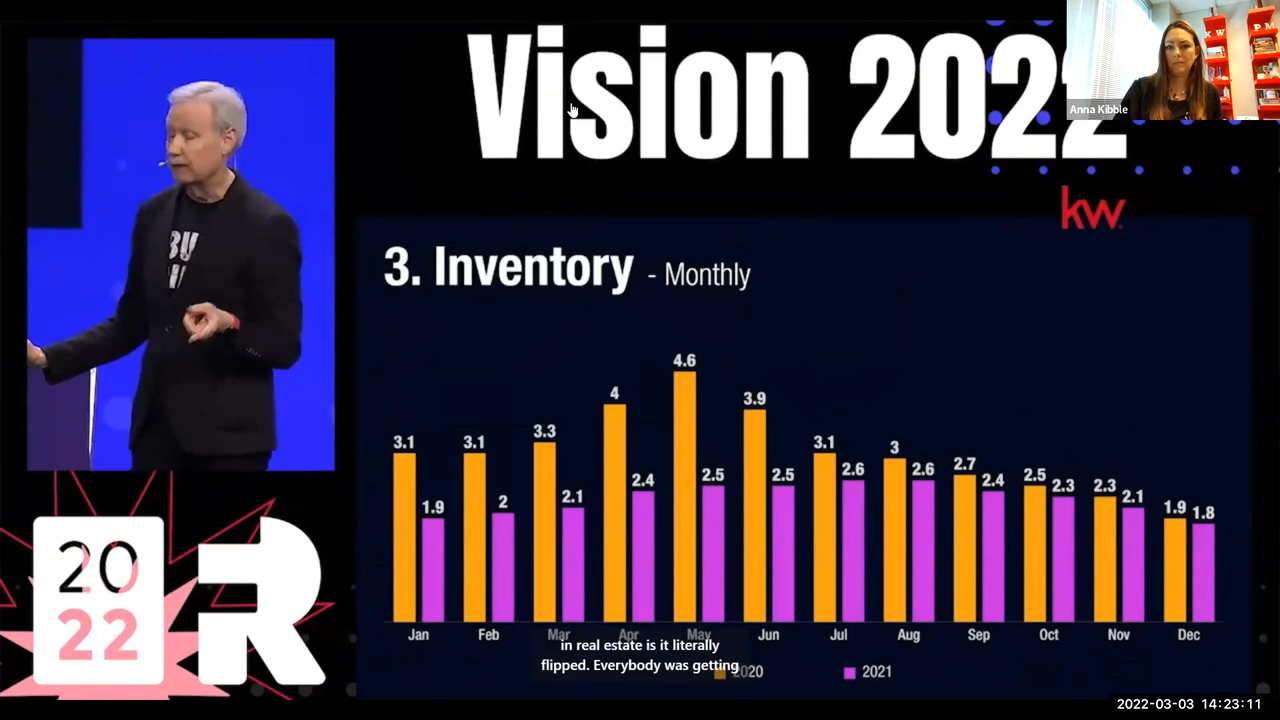 Vision 2022
KW PM
Anna Kibble
kw
3. Inventory - Monthly
BU
4.6
4
3.9
3.3
3.1 3.1 3.1 3
2.7
2.5 2.5 2.6 2.6 2.5
2.4 2.4 2.3 2.3
1.9 2 2.1 2.1 1.9 1.8
Jan Feb Mar Apr May Jun Jul Aug Sep Oct Nov Dec
in real estate is it literally
flipped. Everybody was getting
2020 2021
20
22
R
2022-03-03 14:23:11